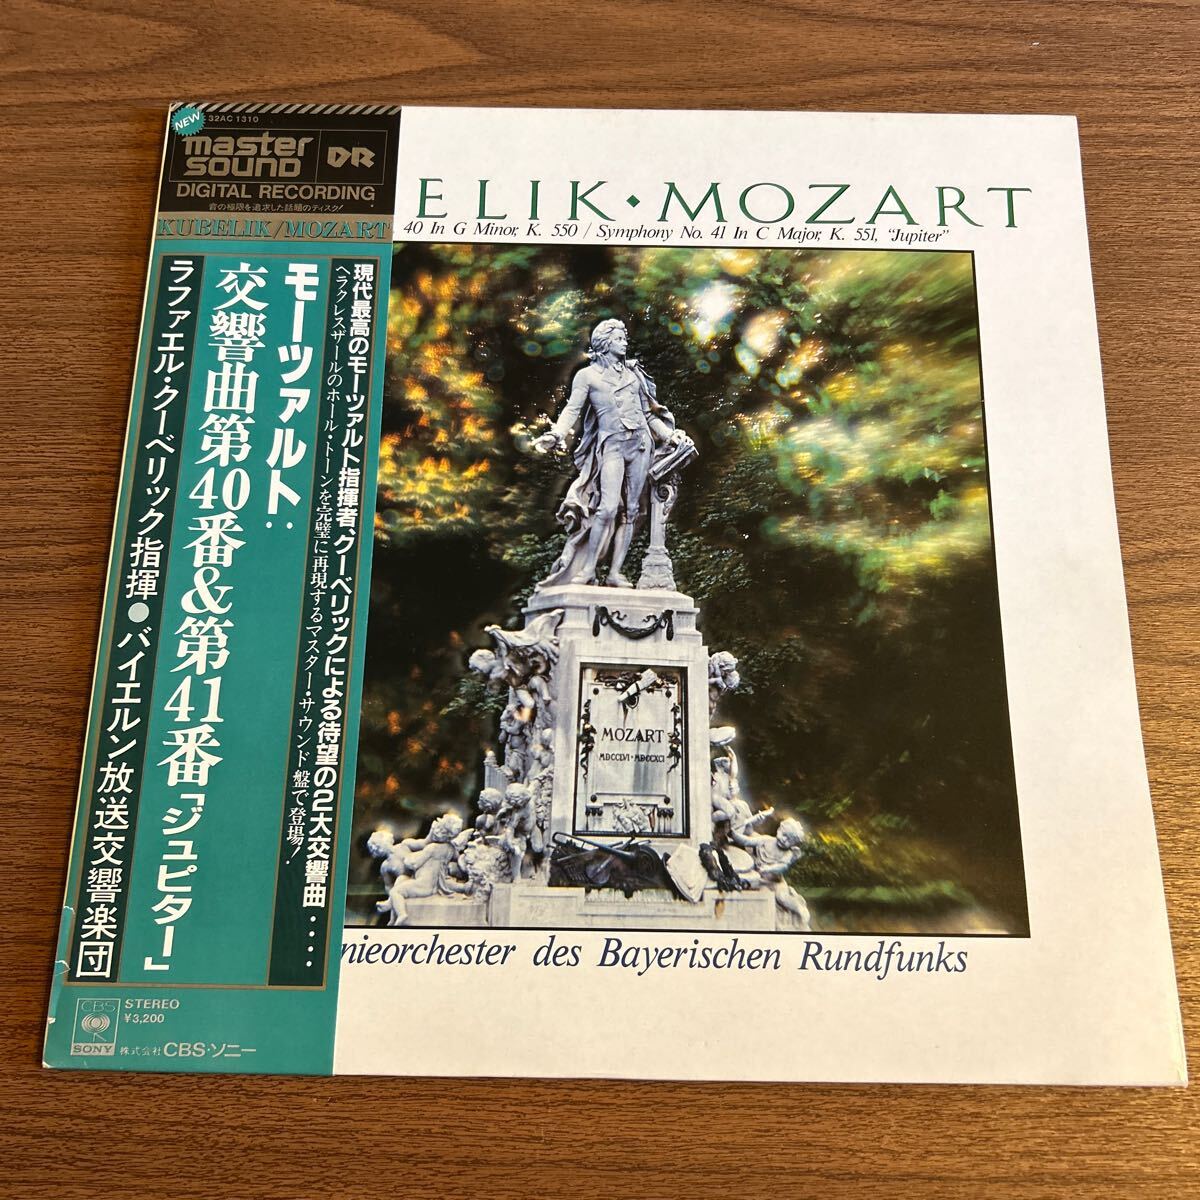 NEW
32AC 1310
master
sound
DR
DIGITAL RECORDING
音の極限を追求した話題のディスク!
KUBELIK/MOZART
現代最高のモーツァルト指揮者、クーベリックによる待望の2大交響曲・・・・
ヘラクレスザールのホール・トーンを完璧に再現するマスター・サウンド盤で登場!
モーツァルト:
交響曲第40番&第41番「ジュピター」
ラファエル・クーベリック指揮●バイエルン放送交響楽団
CBS
SONY
STEREO
¥3,200
株式会社CBS・ソニー
ELIK・MOZART
40 In G Minor, K. 550 / Symphony No. 41 In C Major, K. 551, “Jupiter”
MOZART
MDCCLVI·MDCCXCI
nieorchester des Bayerischen Rundfunks